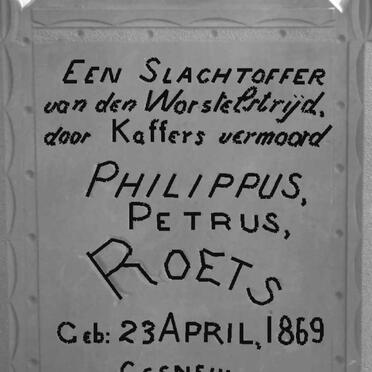 EEN SLACHTOFFER
van den Worstelstrijd,
door Kaffers vermoord
PHILIPPUS,
PETRUS,
ROETS
Geb: 23 APRIL, 1869